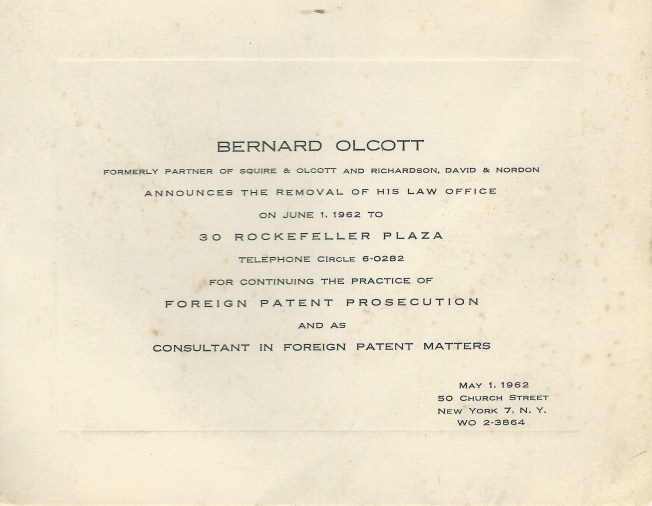 BERNARD OLCOTT
FORMERLY PARTNER OF SQUIRE & OLCOTT AND RICHARDSON, DAVID & NORDON
ANNOUNCES THE REMOVAL OF HIS LAW OFFICE
ON JUNE 1, 1962 TO
30 ROCKEFELLER PLAZA
TELEPHONE CIRCLE 6-0282
FOR CONTINUING THE PRACTICE OF
FOREIGN PATENT PROSECUTION
AND AS
CONSULTANT IN FOREIGN PATENT MATTERS
MAY 1, 1962
50 CHURCH STREET
NEW YORK 7, N. Y.
WO 2-3864